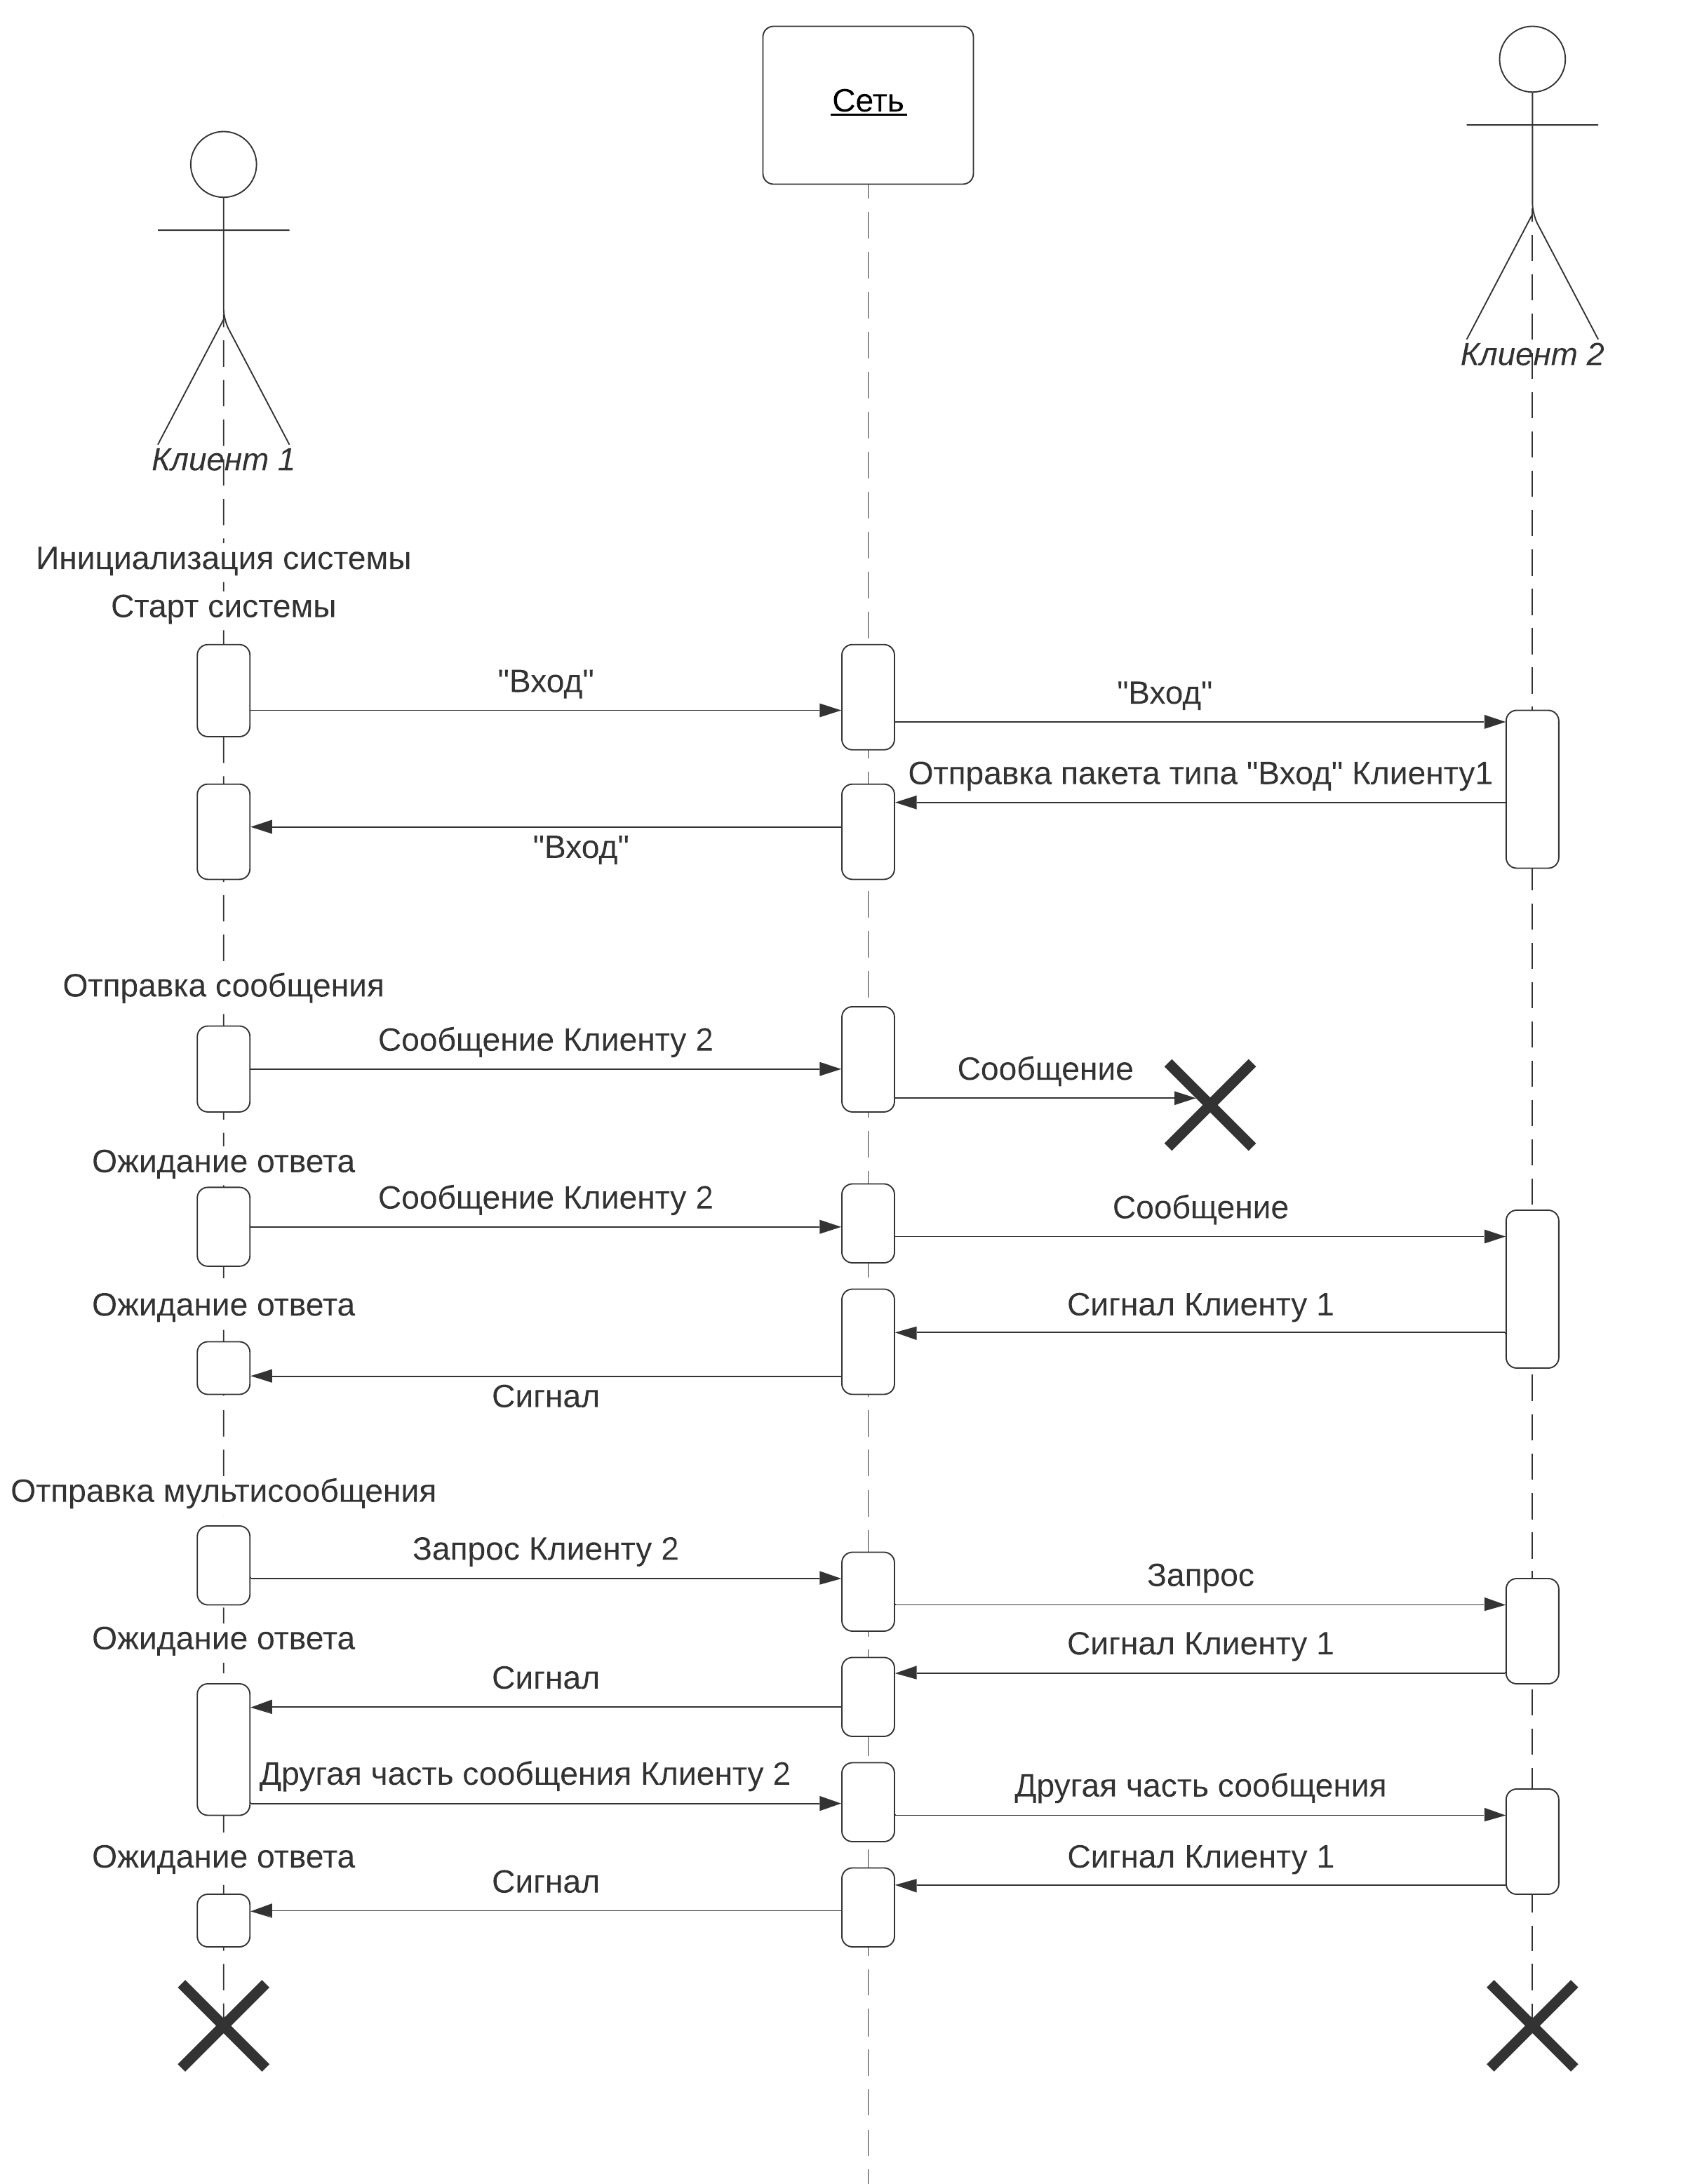 Сеть
Клиент 2
Клиент 1
Инициализация системы
Старт системы
"Вход"
"Вход"
Отправка пакета типа "Вход" Клиенту1
"Вход"
Отправка сообщения
Сообщение Клиенту 2
Сообщение
Ожидание ответа
Сообщение Клиенту 2
Сообщение
Ожидание ответа
Сигнал Клиенту 1
Сигнал
Отправка мультисообщения
Запрос Клиенту 2
Запрос
Ожидание ответа
Сигнал Клиенту 1
Сигнал
Другая часть сообщения Клиенту 2
Другая часть сообщения
Ожидание ответа
Сигнал Клиенту 1
Сигнал